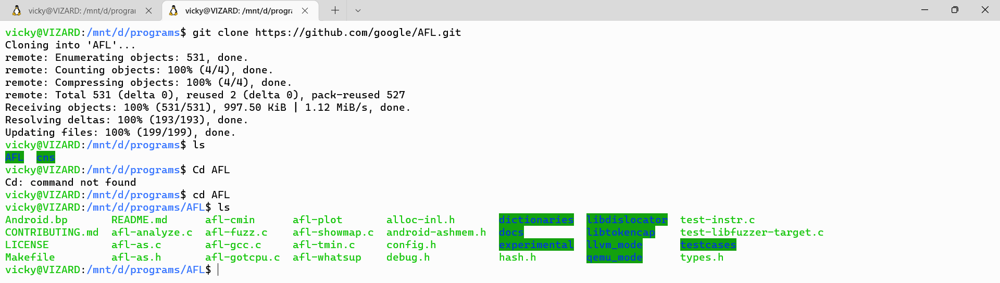 vicky@VIZARD: /mnt/d/prograr vicky@VIZARD: /mnt/d/progra
vicky@VIZARD:/mnt/d/programs$ git clone https://github.com/google/AFL.git
Cloning into 'AFL'...
remote: Enumerating objects: 531, done.
remote: Counting objects: 100% (4/4), done.
remote: Compressing objects: 100% (4/4), done.
remote: Total 531 (delta 0), reused 2 (delta 0), pack-reused 527
Receiving objects: 100% (531/531), 997.50 KiB | 1.12 MiB/s, done.
Resolving deltas: 100% (193/193), done.
Updating files: 100% (199/199), done.
vicky@VIZARD:/mnt/d/programs$ ls
AFL cns
vicky@VIZARD:/mnt/d/programs$ Cd AFL
Cd: command not found
vicky@VIZARD:/mnt/d/programs$ cd AFL
vicky@VIZARD:/mnt/d/programs/AFL$ ls
Android.bp README.md afl-cmin afl-plot alloc-inl.h dictionaries libdislocator test-instr.c
CONTRIBUTING.md afl-analyze.c afl-fuzz.c afl-showmap.c android-ashmem.h docs libtokencap test-libfuzzer-target.c
LICENSE afl-as.c afl-gcc.c afl-tmin.c config.h experimental llvm_mode testcases
Makefile afl-as.h afl-gotcpu.c afl-whatsup debug.h hash.h qemu_mode types.h
vicky@VIZARD:/mnt/d/programs/AFL$